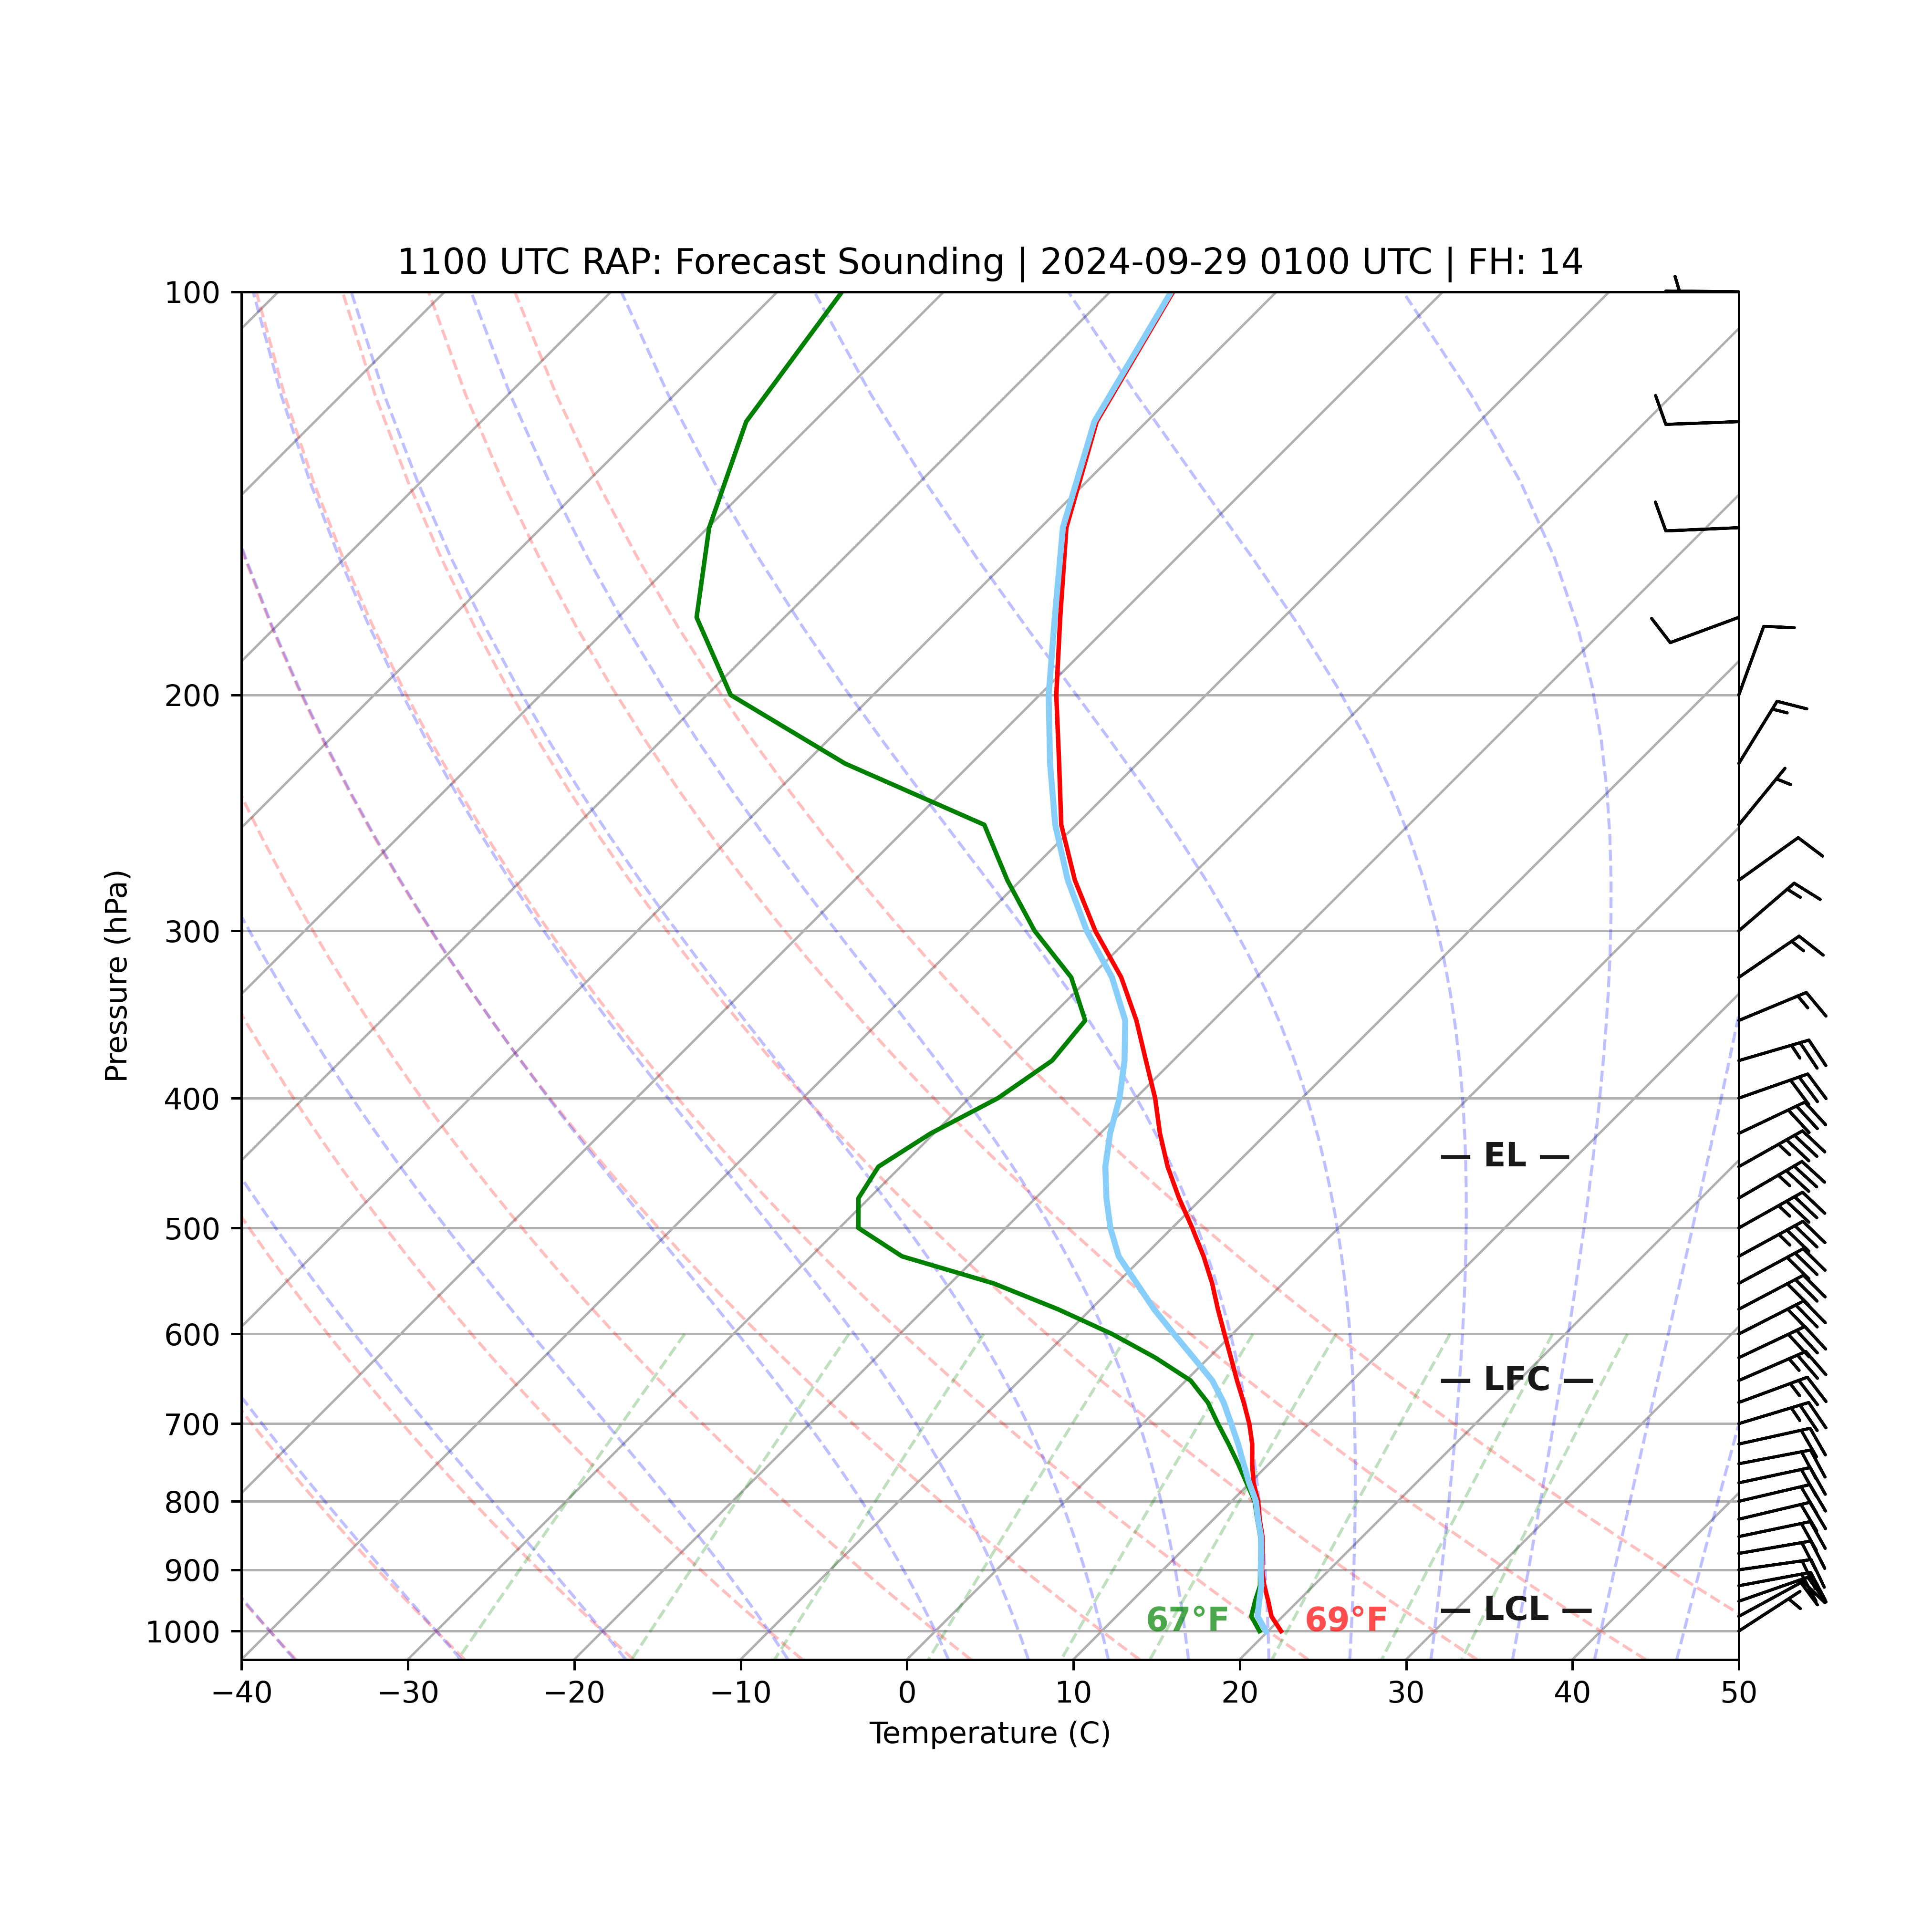 1100 UTC RAP: Forecast Sounding | 2024-09-29 0100 UTC | FH: 14
100
200
300
400
500
600
700
800
900
1000
Pressure (hPa)
— EL —
— LFC —
— LCL —
67°F
69°F
−40 −30 −20 −10 0 10 20 30 40 50
Temperature (C)